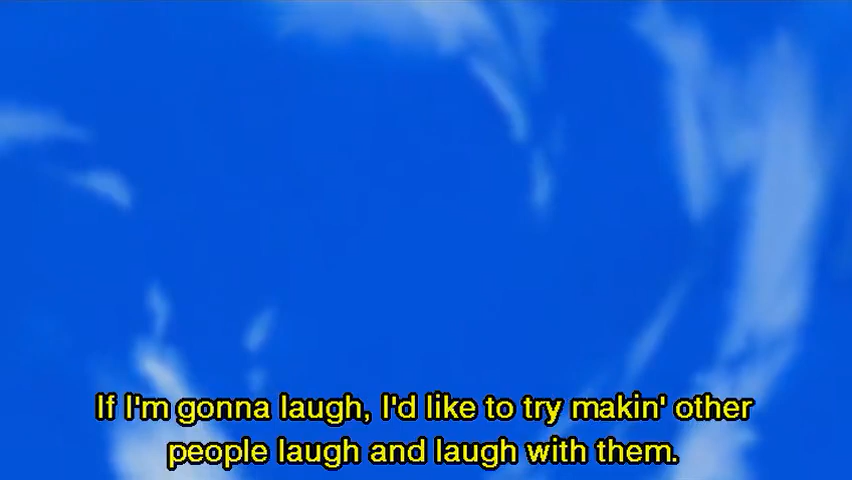 If I'm gonna laugh, I'd like to try makin' other
people laugh and laugh with them.